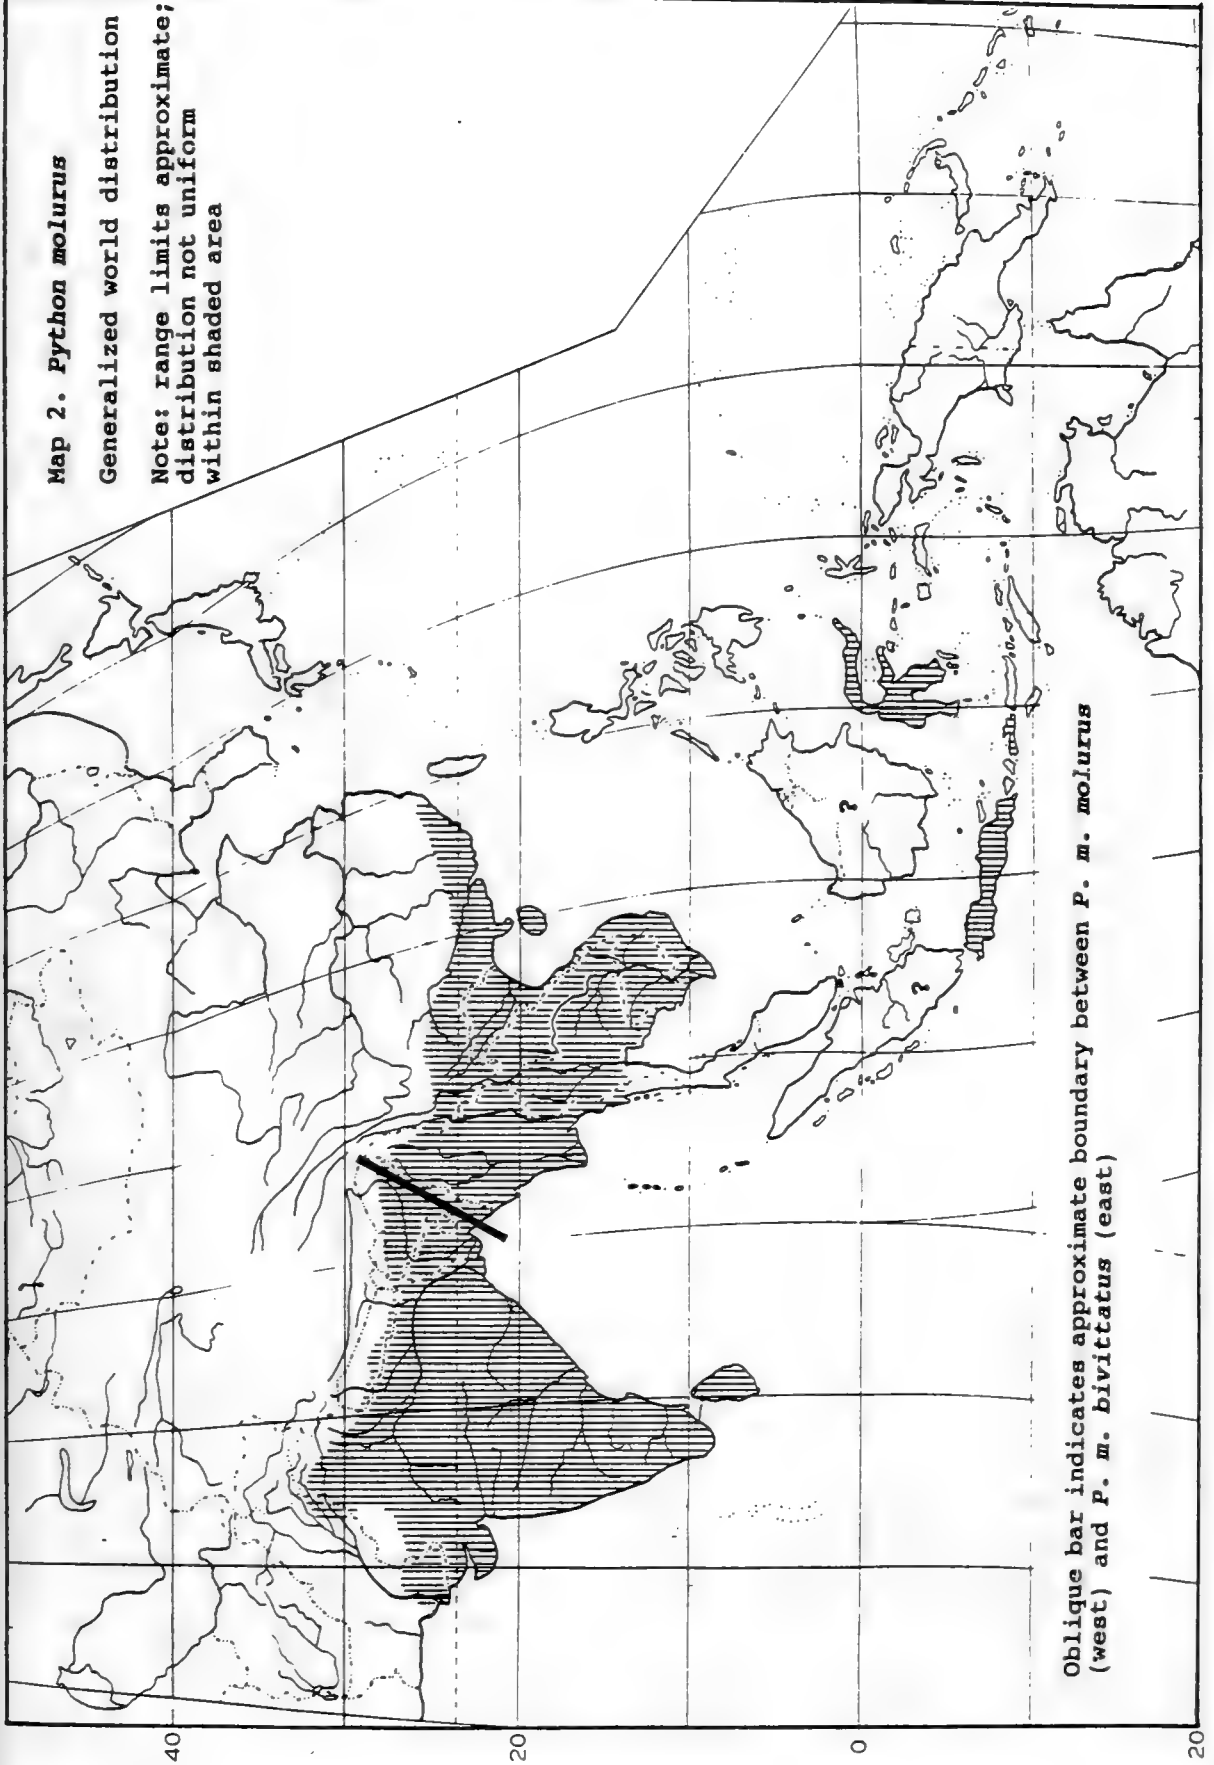 Map 2. Python molurus
Generalized world distribution
Note: range limits approximate;
distribution not uniform
within shaded area
40
20
0
20
?
?
Oblique bar indicates approximate boundary between P. m. molurus
(west) and P. m. bivittatus (east)